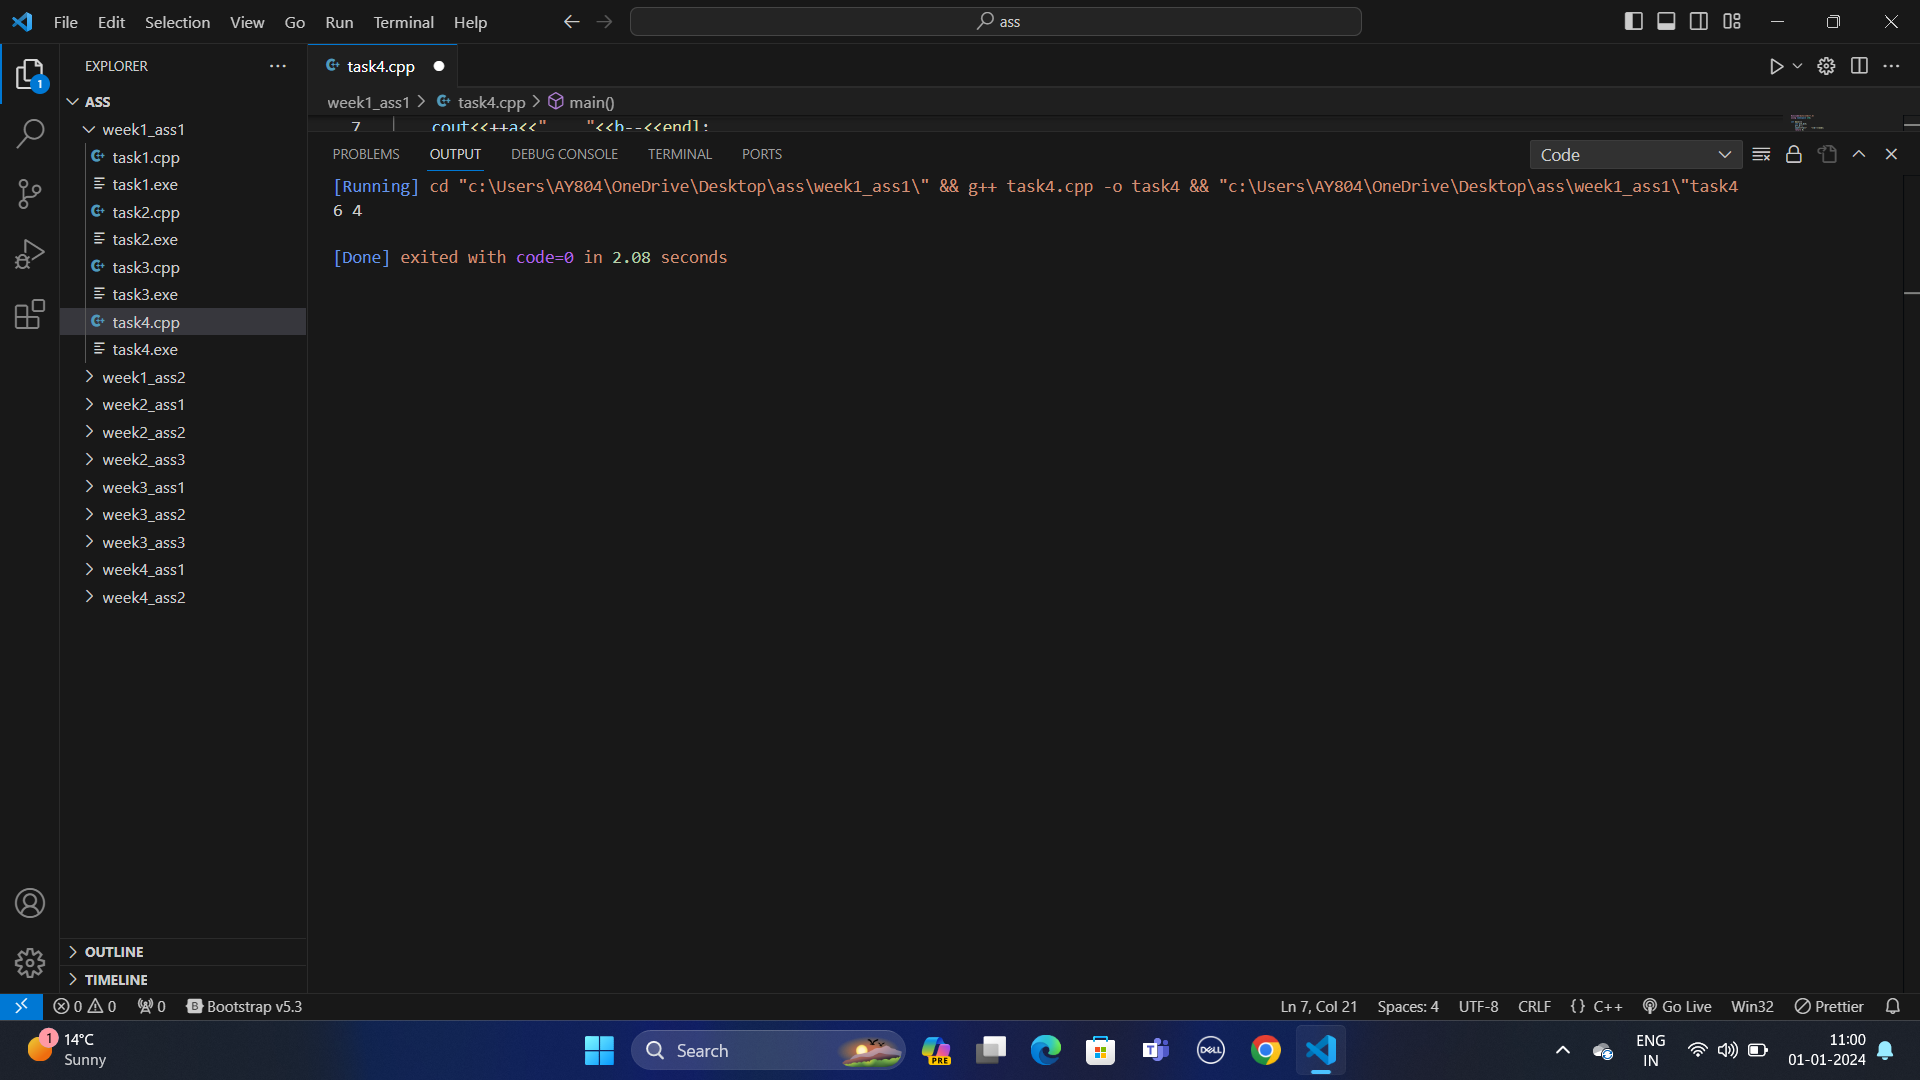 File Edit Selection View Go Run Terminal Help
ass
EXPLORER
task4.cpp
1
ASS
week1_ass1 > task4.cpp > main()
7 cout<<++a<<" "<<b--<<endl;
week1_ass1
task1.cpp
task1.exe
task2.cpp
task2.exe
task3.cpp
task3.exe
task4.cpp
task4.exe
week1_ass2
week2_ass1
week2_ass2
week2_ass3
week3_ass1
week3_ass2
week3_ass3
week4_ass1
week4_ass2
PROBLEMS OUTPUT DEBUG CONSOLE TERMINAL PORTS
Code
[Running] cd "c:\Users\AY804\OneDrive\Desktop\ass\week1_ass1\" && g++ task4.cpp -o task4 && "c:\Users\AY804\OneDrive\Desktop\ass\week1_ass1\"task4
6 4
[Done] exited with code=0 in 2.08 seconds
OUTLINE
TIMELINE
0 0 0 B Bootstrap v5.3
Ln 7, Col 21 Spaces: 4 UTF-8 CRLF {} C++ Go Live Win32 Prettier
1 14°C
Sunny
Search
PRE
DELL
ENG
IN
11:00
01-01-2024